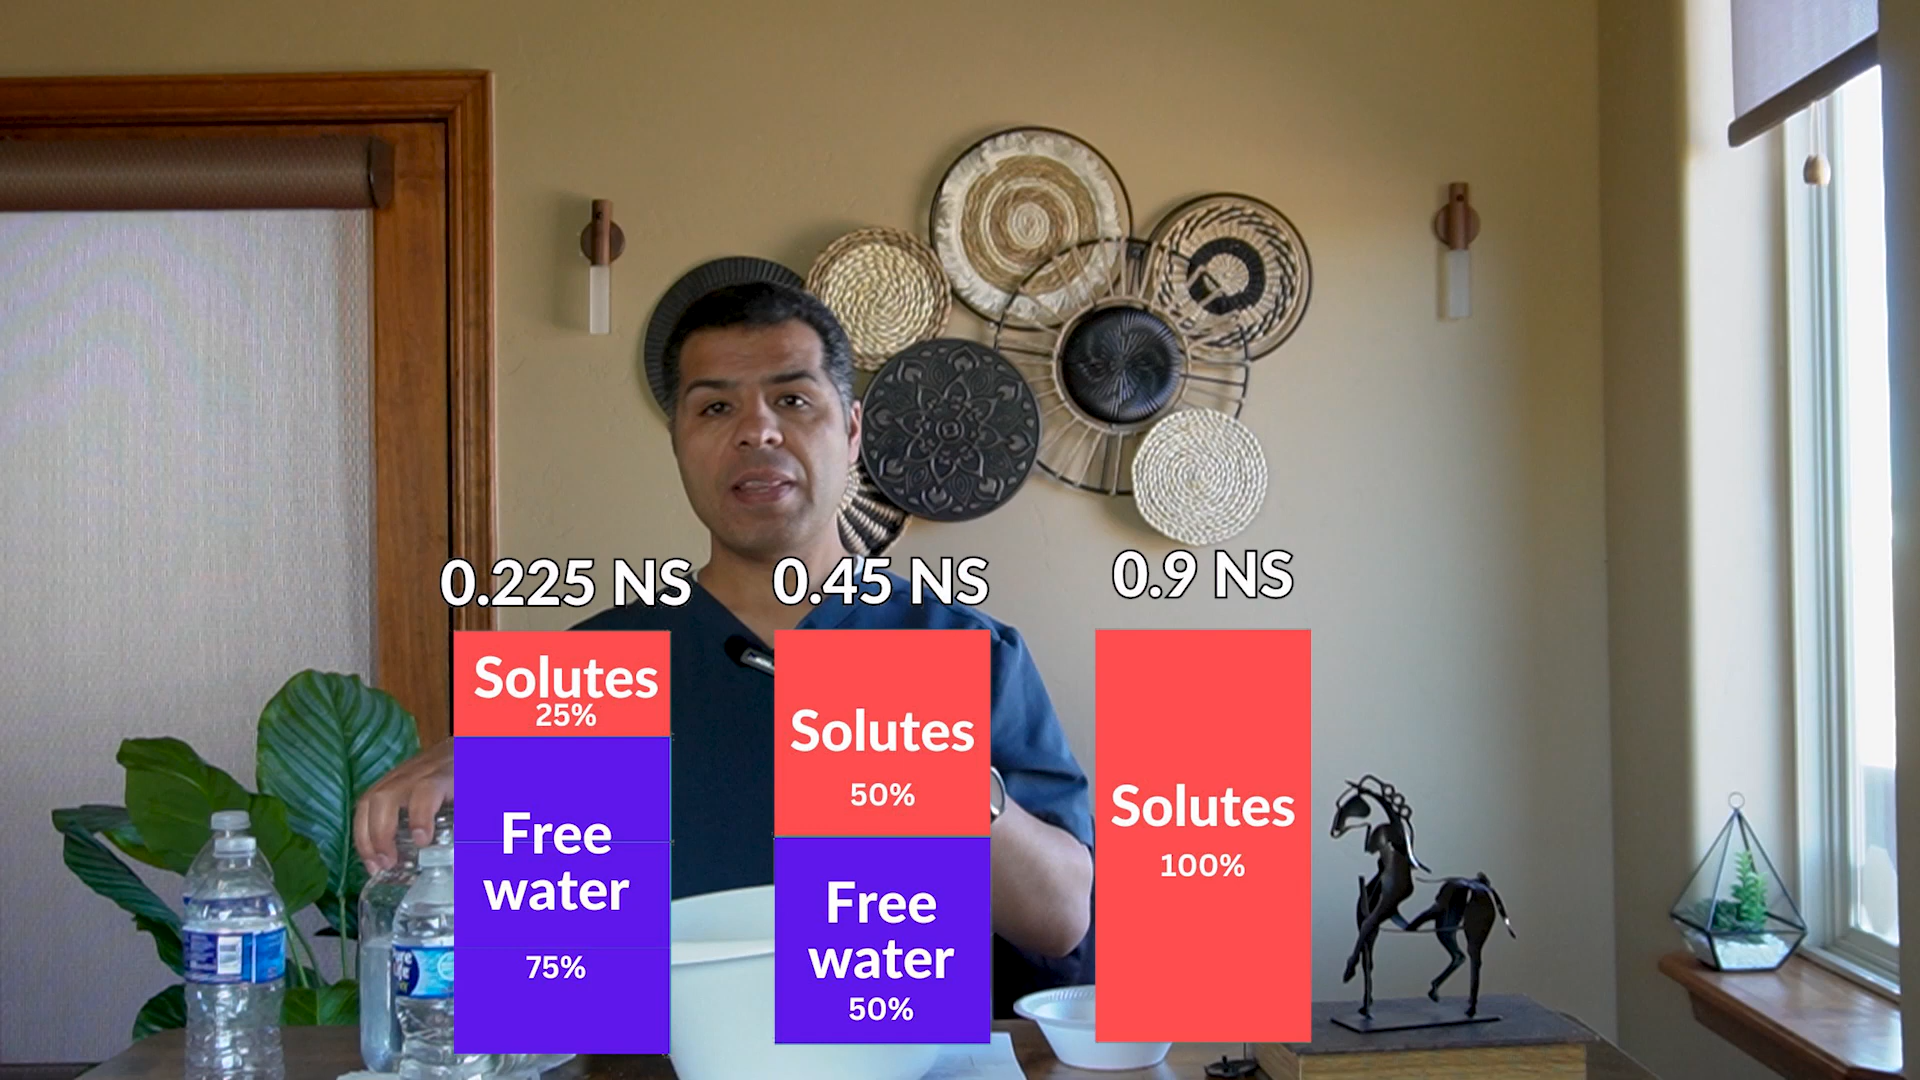 0.225 NS
0.45 NS
0.9 NS
Solutes
25%
Free
water
75%
Solutes
50%
Free
water
50%
Solutes
100%